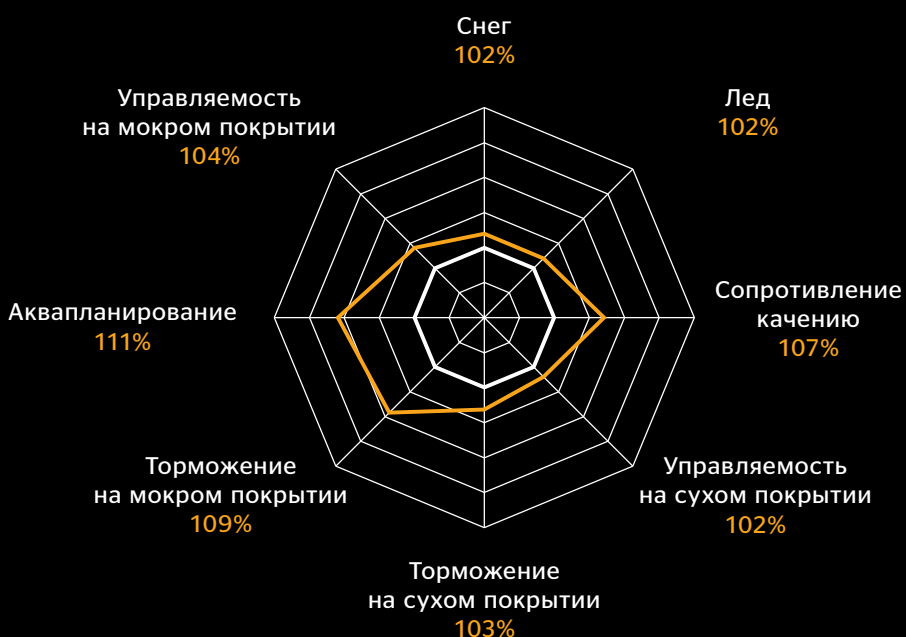 Снег
102%
Лед
102%
Сопротивление
качению
107%
Управляемость
на сухом покрытии
102%
Торможение
на сухом покрытии
103%
Торможение
на мокром покрытии
109%
Аквапланирование
111%
Управляемость
на мокром покрытии
104%